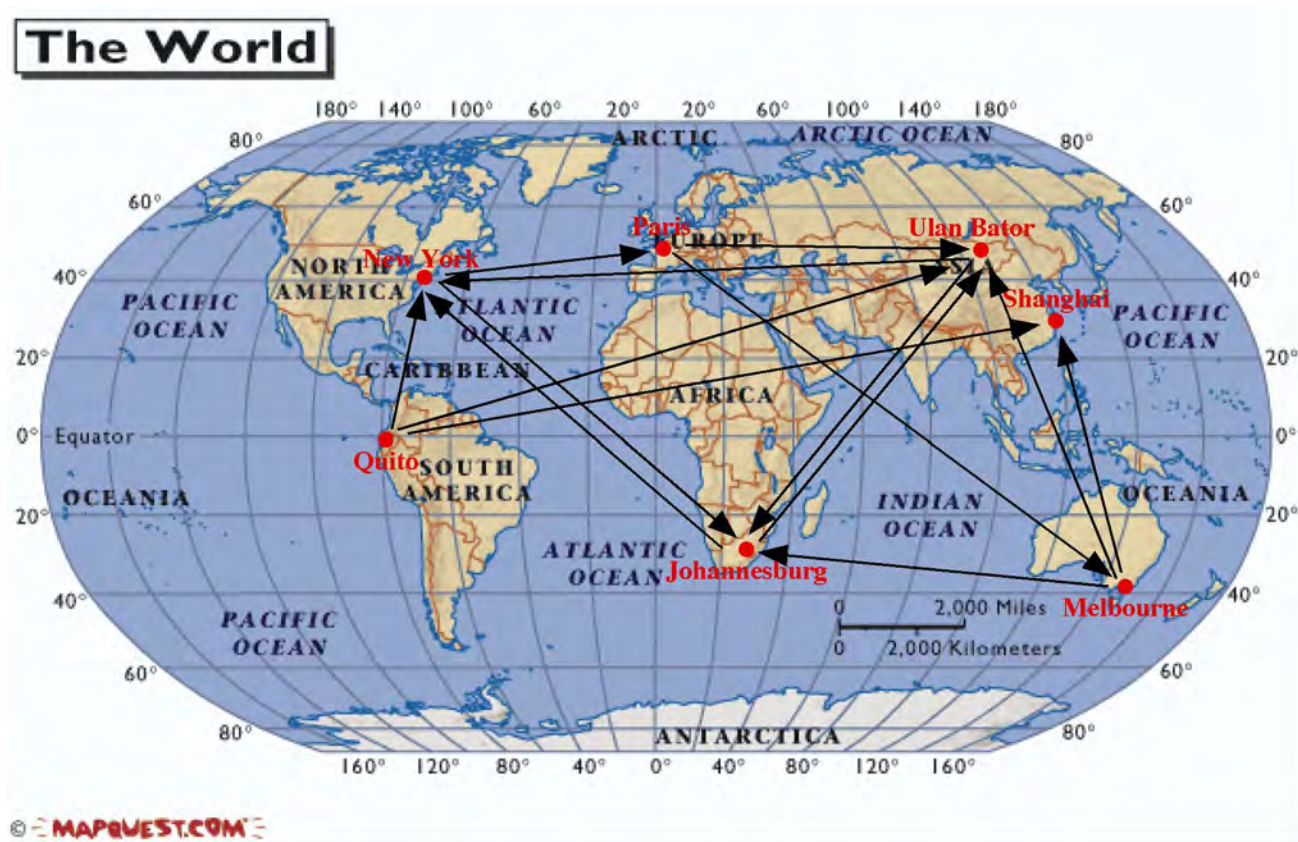 The World
180° 140° 100° 60° 20° 20° 60° 100° 140° 180°
80° ARCTIC ARCTIC OCEAN 80°
60° 60°
Paris Ulan Bator
EUROPE
New York
NORTH
AMERICA
ASI
40° 40°
Shanghai
PACIFIC
OCEAN
TLANTIC
OCEAN
PACIFIC
OCEAN
20° 20°
CARIBBEAN
AFRICA
0° Equator 0°
Quito
SOUTH
AMERICA
OCEANIA
INDIAN
OCEAN
OCEANIA
20° 20°
ATLANTIC
OCEAN
Johannesburg
40° 40°
0 2,000 Miles
Melbourne
0 2,000 Kilometers
PACIFIC
OCEAN
60° 60°
80° 80°
ANTARCTICA
160° 120° 80° 40° 0° 40° 80° 120° 160°
© MAPQUEST.COM